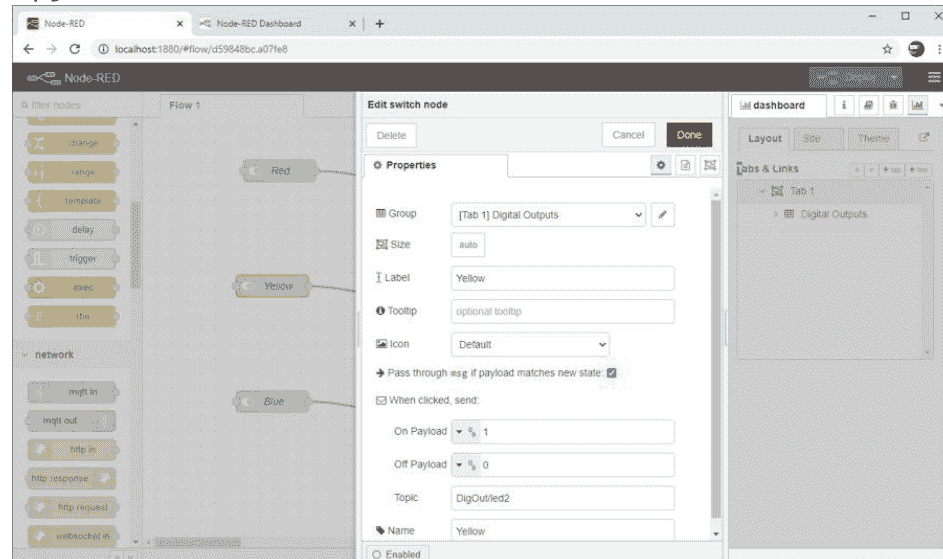 Node-RED
Node-RED Dashboard
localhost:1880/#flow/d59848bc.a07fe8
Node-RED
Deploy
filter nodes
change
range
template
delay
trigger
exec
rbe
network
mqtt in
mqtt out
http in
http response
http request
websocket in
Flow 1
Red
Yellow
Blue
Edit switch node
Delete
Cancel
Done
Properties
Group
[Tab 1] Digital Outputs
Size
auto
Label
Yellow
Tooltip
optional tooltip
Icon
Default
Pass through msg if payload matches new state:
When clicked, send:
On Payload
1
Off Payload
0
Topic
DigOut/led2
Name
Yellow
Enabled
dashboard
Layout
Site
Theme
Tabs & Links
+ tab
+ link
Tab 1
Digital Outputs